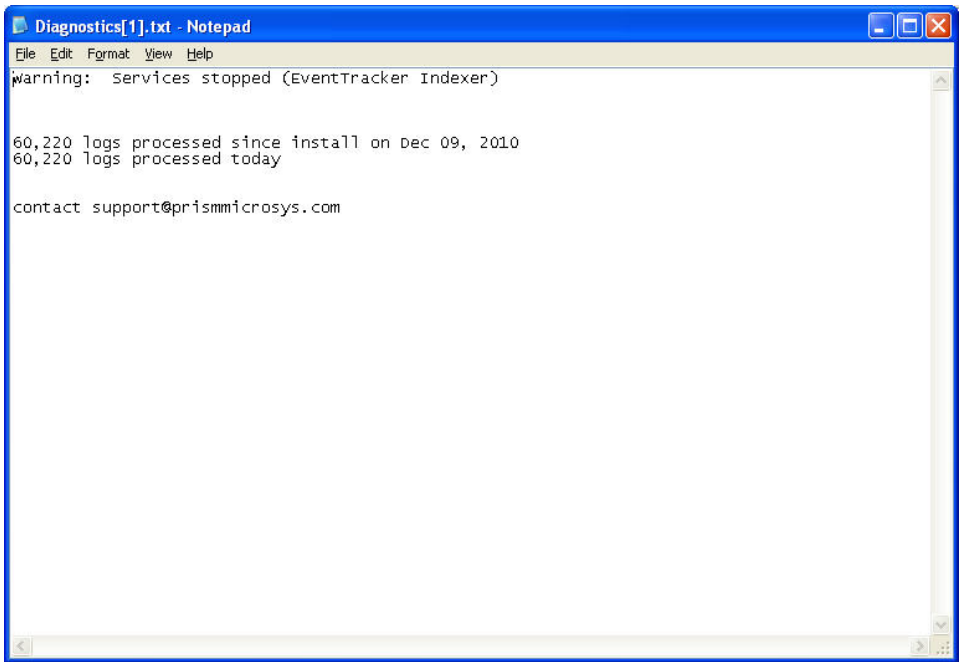 Diagnostics[1].txt - Notepad
File Edit Format View Help
Warning:  Services stopped (EventTracker Indexer)
60,220 logs processed since install on Dec 09, 2010
60,220 logs processed today
contact support@prismmicrosys.com